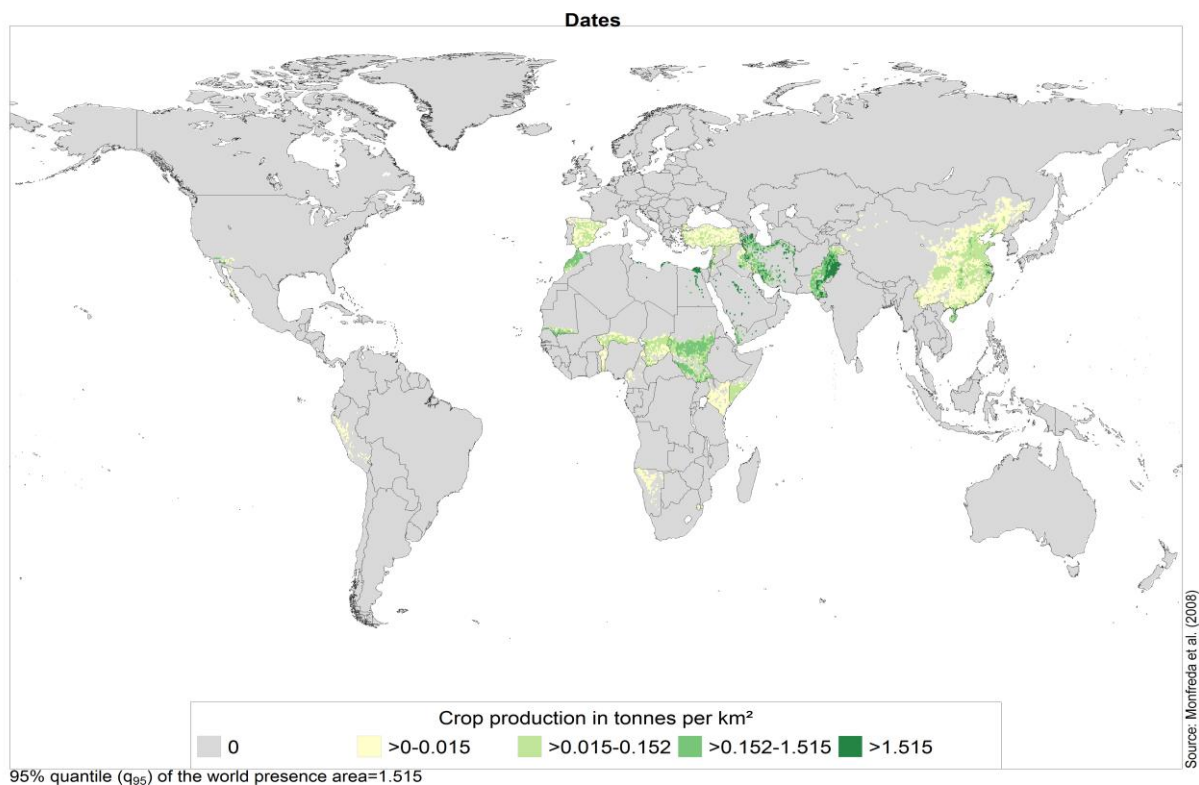 Dates
Crop production in tonnes per km²
0 >0-0.015 >0.015-0.152 >0.152-1.515 >1.515
95% quantile (q95) of the world presence area=1.515
Source: Monfreda et al. (2008)